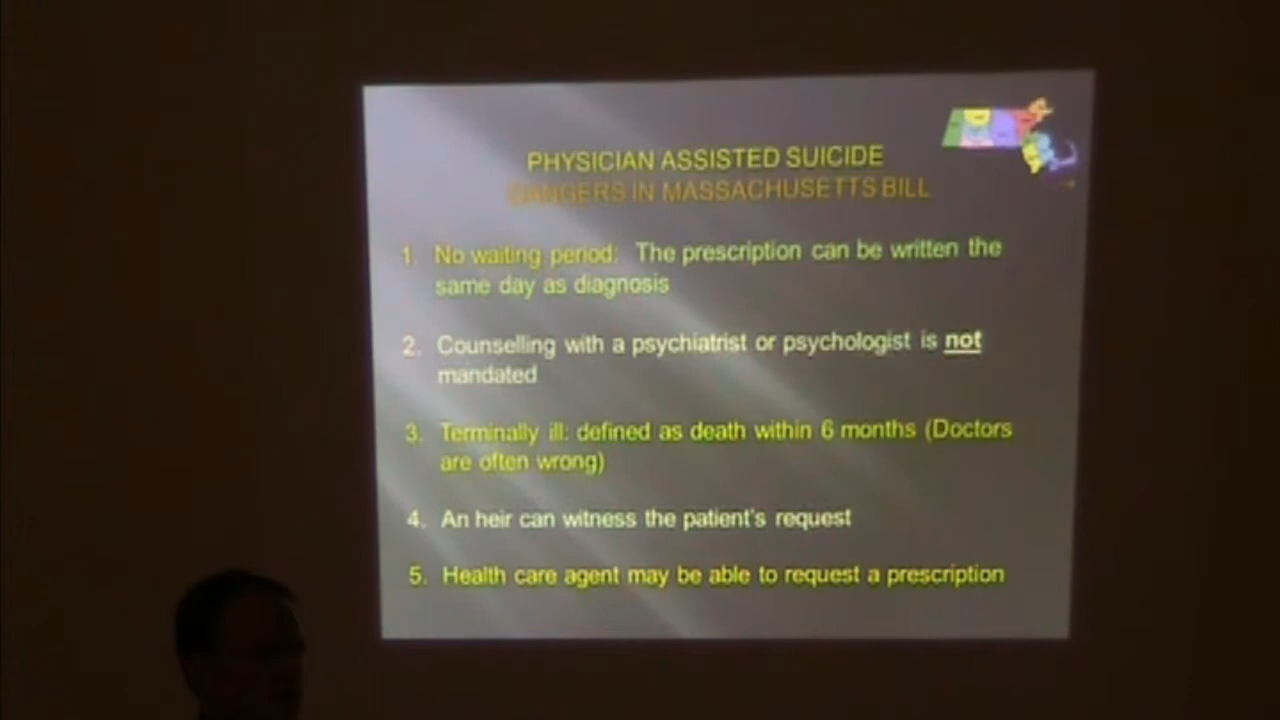 PHYSICIAN ASSISTED SUICIDE
DANGERS IN MASSACHUSETTS BILL
1. No waiting period: The prescription can be written the
same day as diagnosis
2. Counselling with a psychiatrist or psychologist is not
mandated
3. Terminally ill: defined as death within 6 months (Doctors
are often wrong)
4. An heir can witness the patient's request
5. Health care agent may be able to request a prescription